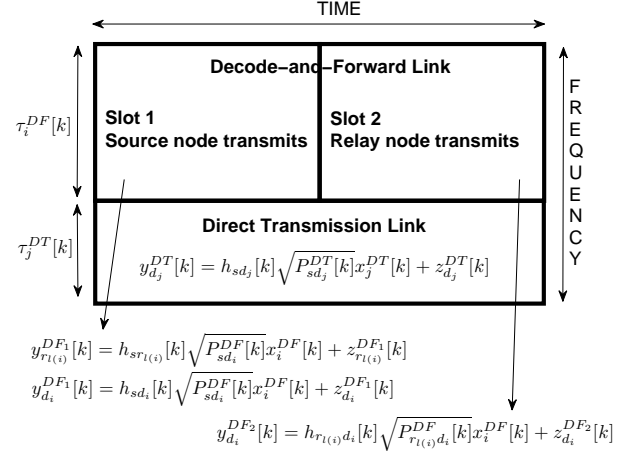 TIME
Decode-and-Forward Link
Slot 1
Source node transmits
Slot 2
Relay node transmits
τ_i^{DF}[k]
FREQUENCY
Direct Transmission Link
τ_j^{DT}[k]
y_{d_j}^{DT}[k] = h_{sd_j}[k]\sqrt{P_{sd_j}^{DT}[k]}x_j^{DT}[k] + z_{d_j}^{DT}[k]
y_{r_{l(i)}}^{DF_1}[k] = h_{sr_{l(i)}}[k]\sqrt{P_{sd_i}^{DF}[k]}x_i^{DF}[k] + z_{r_{l(i)}}^{DF_1}[k]
y_{d_i}^{DF_1}[k] = h_{sd_i}[k]\sqrt{P_{sd_i}^{DF}[k]}x_i^{DF}[k] + z_{d_i}^{DF_1}[k]
y_{d_i}^{DF_2}[k] = h_{r_{l(i)}d_i}[k]\sqrt{P_{r_{l(i)}d_i}^{DF}[k]}x_i^{DF}[k] + z_{d_i}^{DF_2}[k]